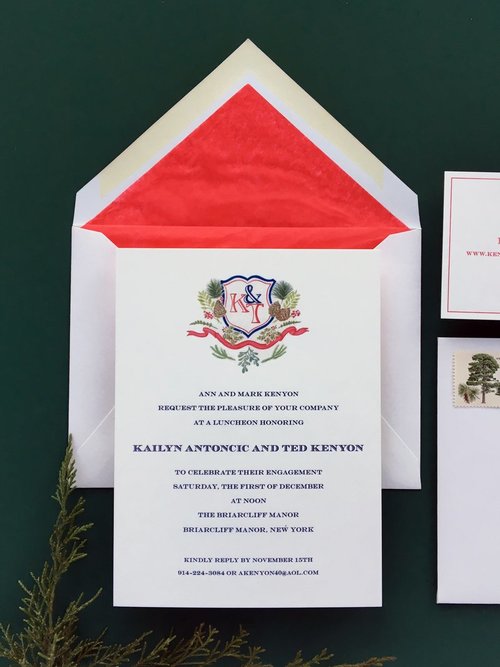 K & T
ANN AND MARK KENYON
REQUEST THE PLEASURE OF YOUR COMPANY
AT A LUNCHEON HONORING
KAILYN ANTONCIC AND TED KENYON
TO CELEBRATE THEIR ENGAGEMENT
SATURDAY, THE FIRST OF DECEMBER
AT NOON
THE BRIARCLIFF MANOR
BRIARCLIFF MANOR, NEW YORK
KINDLY REPLY BY NOVEMBER 15TH
914-224-3084 OR AKENYON40@AOL.COM
WWW.KEN